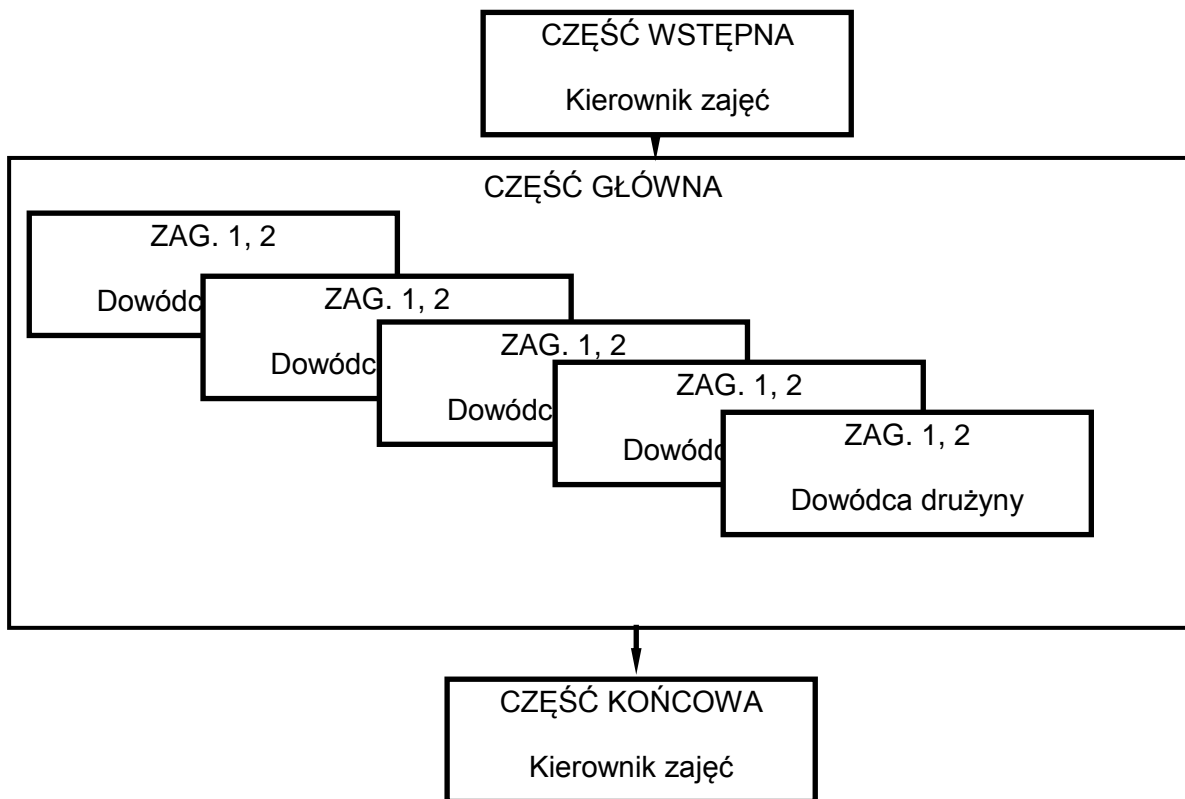 CZĘŚĆ WSTĘPNA
Kierownik zajęć
CZĘŚĆ GŁÓWNA
ZAG. 1, 2
Dowódc
ZAG. 1, 2
Dowódc
ZAG. 1, 2
Dowódc
ZAG. 1, 2
Dowódc
ZAG. 1, 2
Dowódca drużyny
CZĘŚĆ KOŃCOWA
Kierownik zajęć